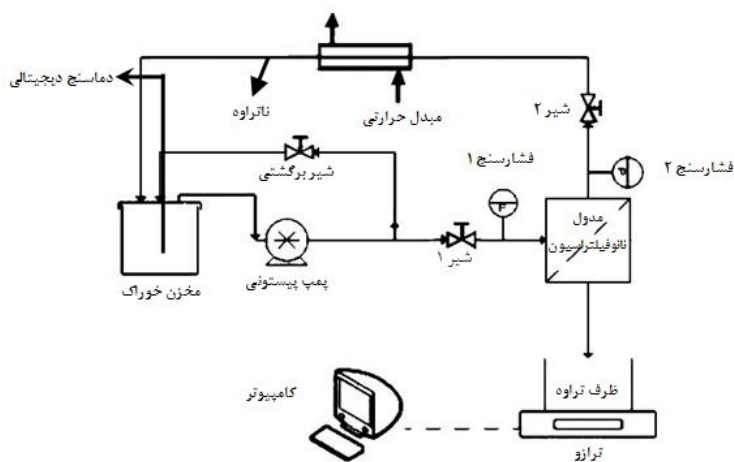 دماسنج دیجیتالی
ناتراوه
مبدل حرارتی
شیر ۲
شیر برگشتی
فشارسنج ۱
فشارسنج ۲
مدول
نانوفیلتراسیون
مخزن خوراک
پمپ پیستونی
شیر ۱
ظرف تراوه
ترازو
کامپیوتر